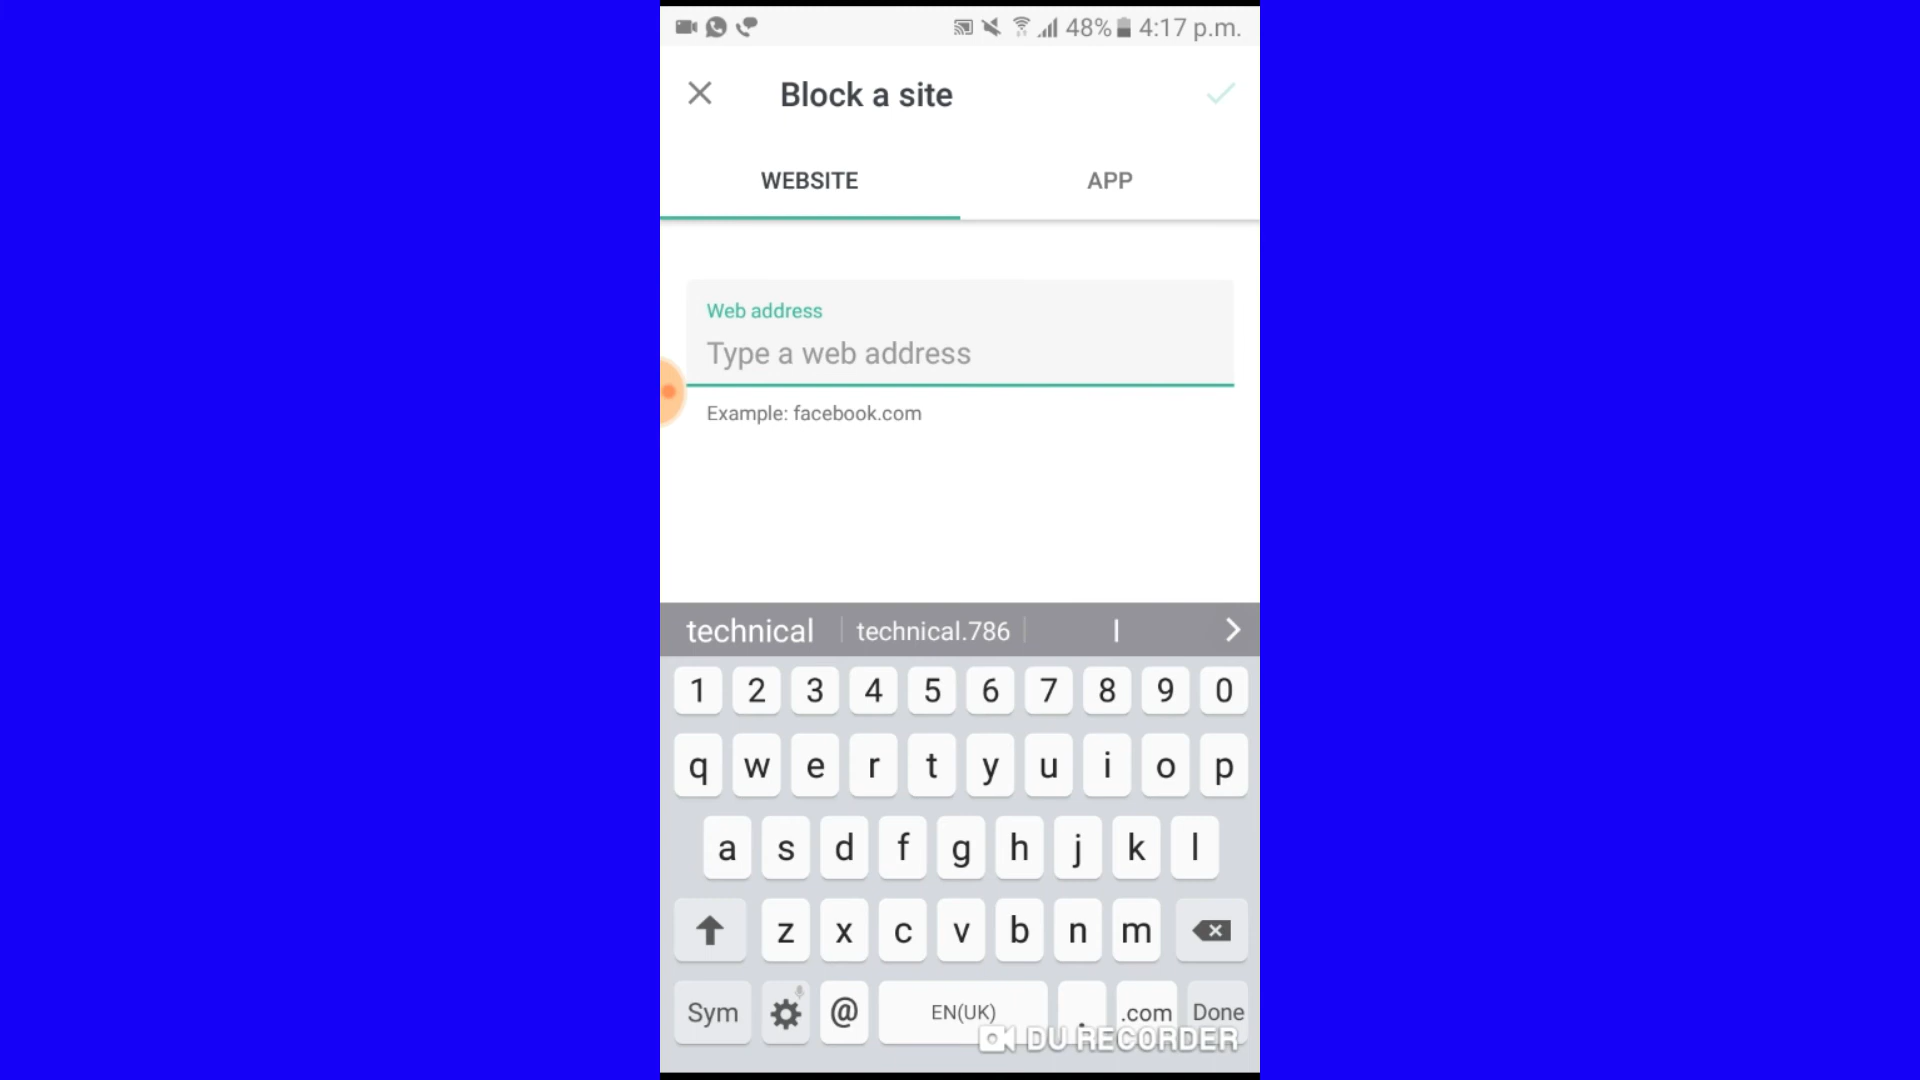 48% 4:17 p.m.
Block a site
WEBSITE APP
Web address
Type a web address
Example: facebook.com
technical technical.786 |
1 2 3 4 5 6 7 8 9 0
q w e r t y u i o p
a s d f g h j k l
z x c v b n m
Sym @ EN(UK) . .com Done
DU RECORDER